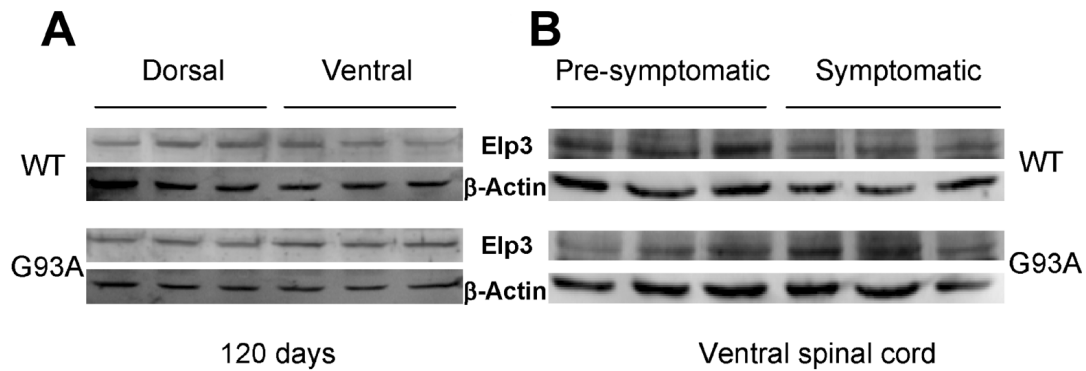 A
B
Dorsal Ventral
Pre-symptomatic Symptomatic
WT
Elp3
WT
β-Actin
G93A
Elp3
G93A
β-Actin
120 days
Ventral spinal cord